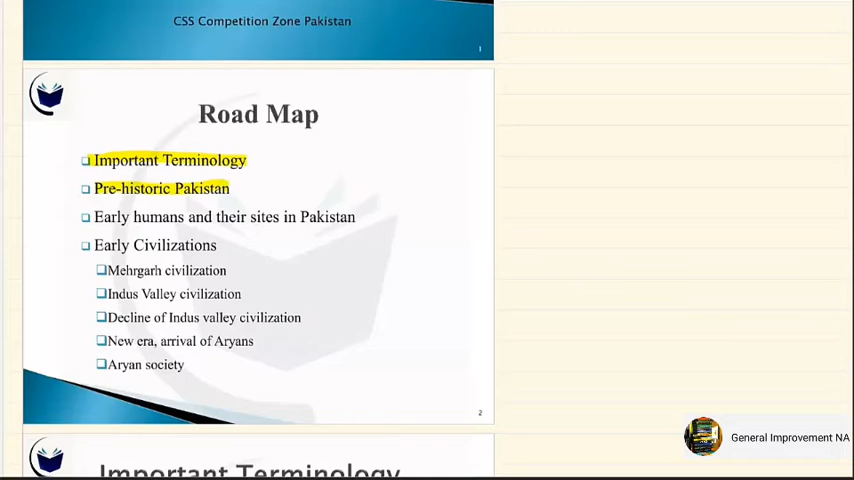 CSS Competition Zone Pakistan
1
Road Map
Important Terminology
Pre-historic Pakistan
Early humans and their sites in Pakistan
Early Civilizations
Mehrgarh civilization
Indus Valley civilization
Decline of Indus valley civilization
New era, arrival of Aryans
Aryan society
2
General Improvement NA
Important Terminology